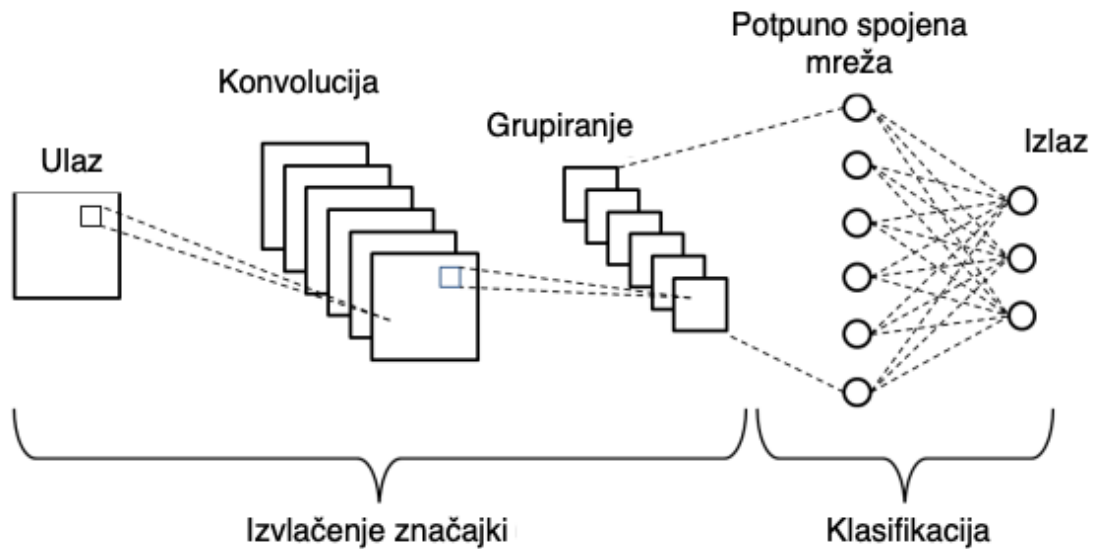 Potpuno spojena
mreža
Konvolucija
Grupiranje
Izlaz
Ulaz
Izvlačenje značajki
Klasifikacija